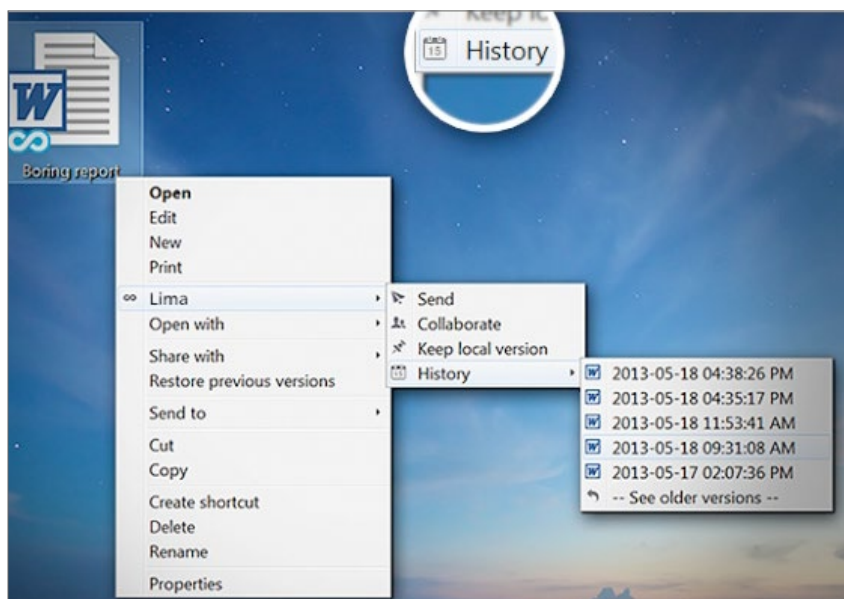 Keep
History
15
W
Boring report
Open
Edit
New
Print
Lima
Open with
Share with
Restore previous versions
Send to
Cut
Copy
Create shortcut
Delete
Rename
Properties
Send
Collaborate
Keep local version
History
2013-05-18 04:38:26 PM
2013-05-18 04:35:17 PM
2013-05-18 11:53:41 AM
2013-05-18 09:31:08 AM
2013-05-17 02:07:36 PM
-- See older versions --